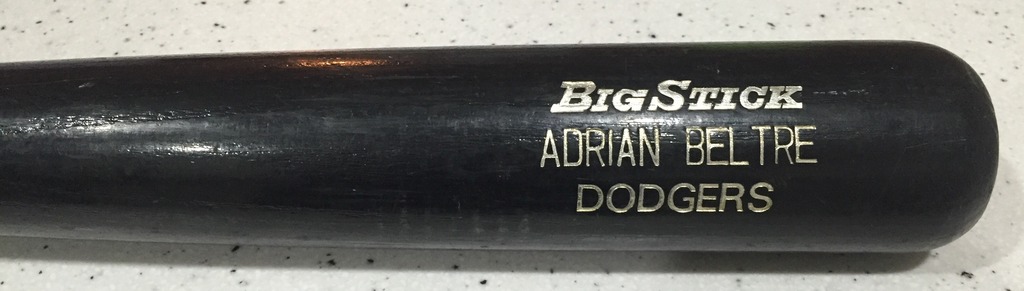 BIGSTICK
ADRIAN BELTRE
DODGERS